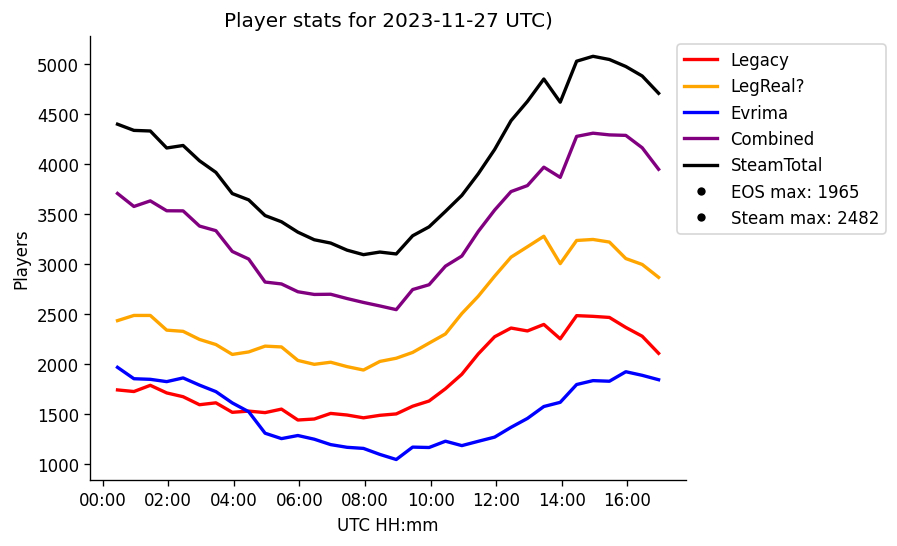 Player stats for 2023-11-27 UTC)
Legacy
LegReal?
Evrima
Combined
SteamTotal
EOS max: 1965
Steam max: 2482
Players
5000
4500
4000
3500
3000
2500
2000
1500
1000
00:00 02:00 04:00 06:00 08:00 10:00 12:00 14:00 16:00
UTC HH:mm